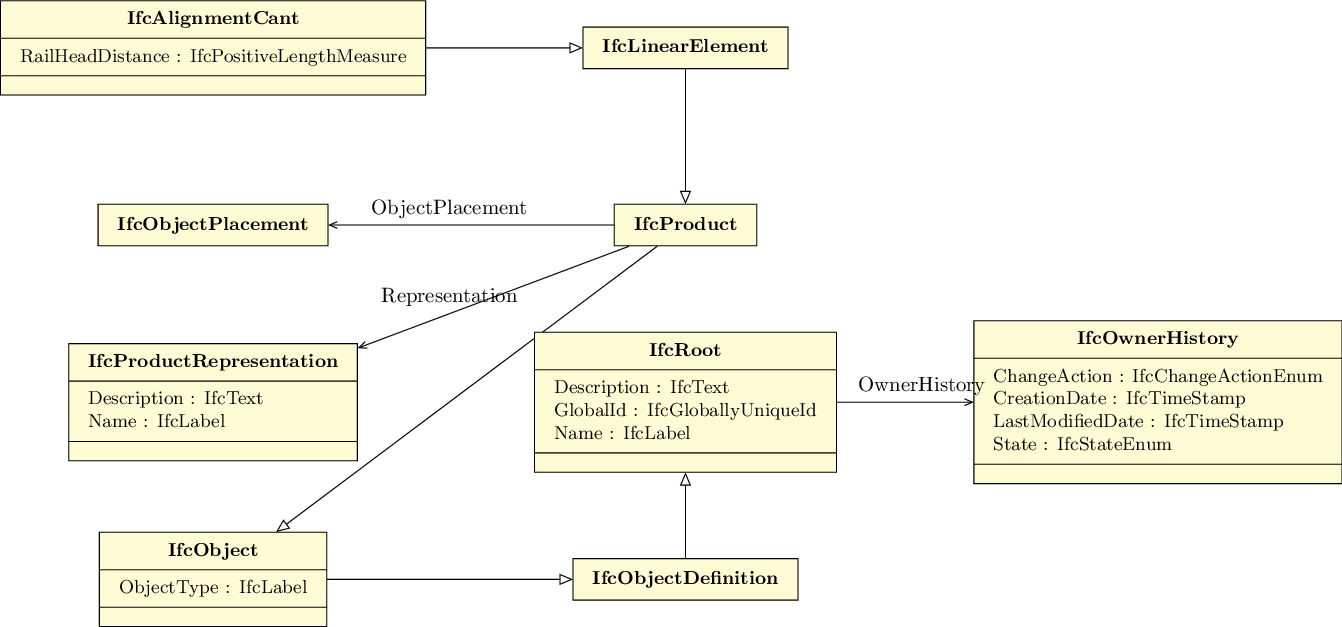 IfcAlignmentCant
RailHeadDistance : IfcPositiveLengthMeasure
IfcLinearElement
IfcObjectPlacement
ObjectPlacement
IfcProduct
Representation
IfcProductRepresentation
Description : IfcText
Name : IfcLabel
IfcRoot
Description : IfcText
GlobalId : IfcGloballyUniqueId
Name : IfcLabel
OwnerHistory
IfcOwnerHistory
ChangeAction : IfcChangeActionEnum
CreationDate : IfcTimeStamp
LastModifiedDate : IfcTimeStamp
State : IfcStateEnum
IfcObject
ObjectType : IfcLabel
IfcObjectDefinition